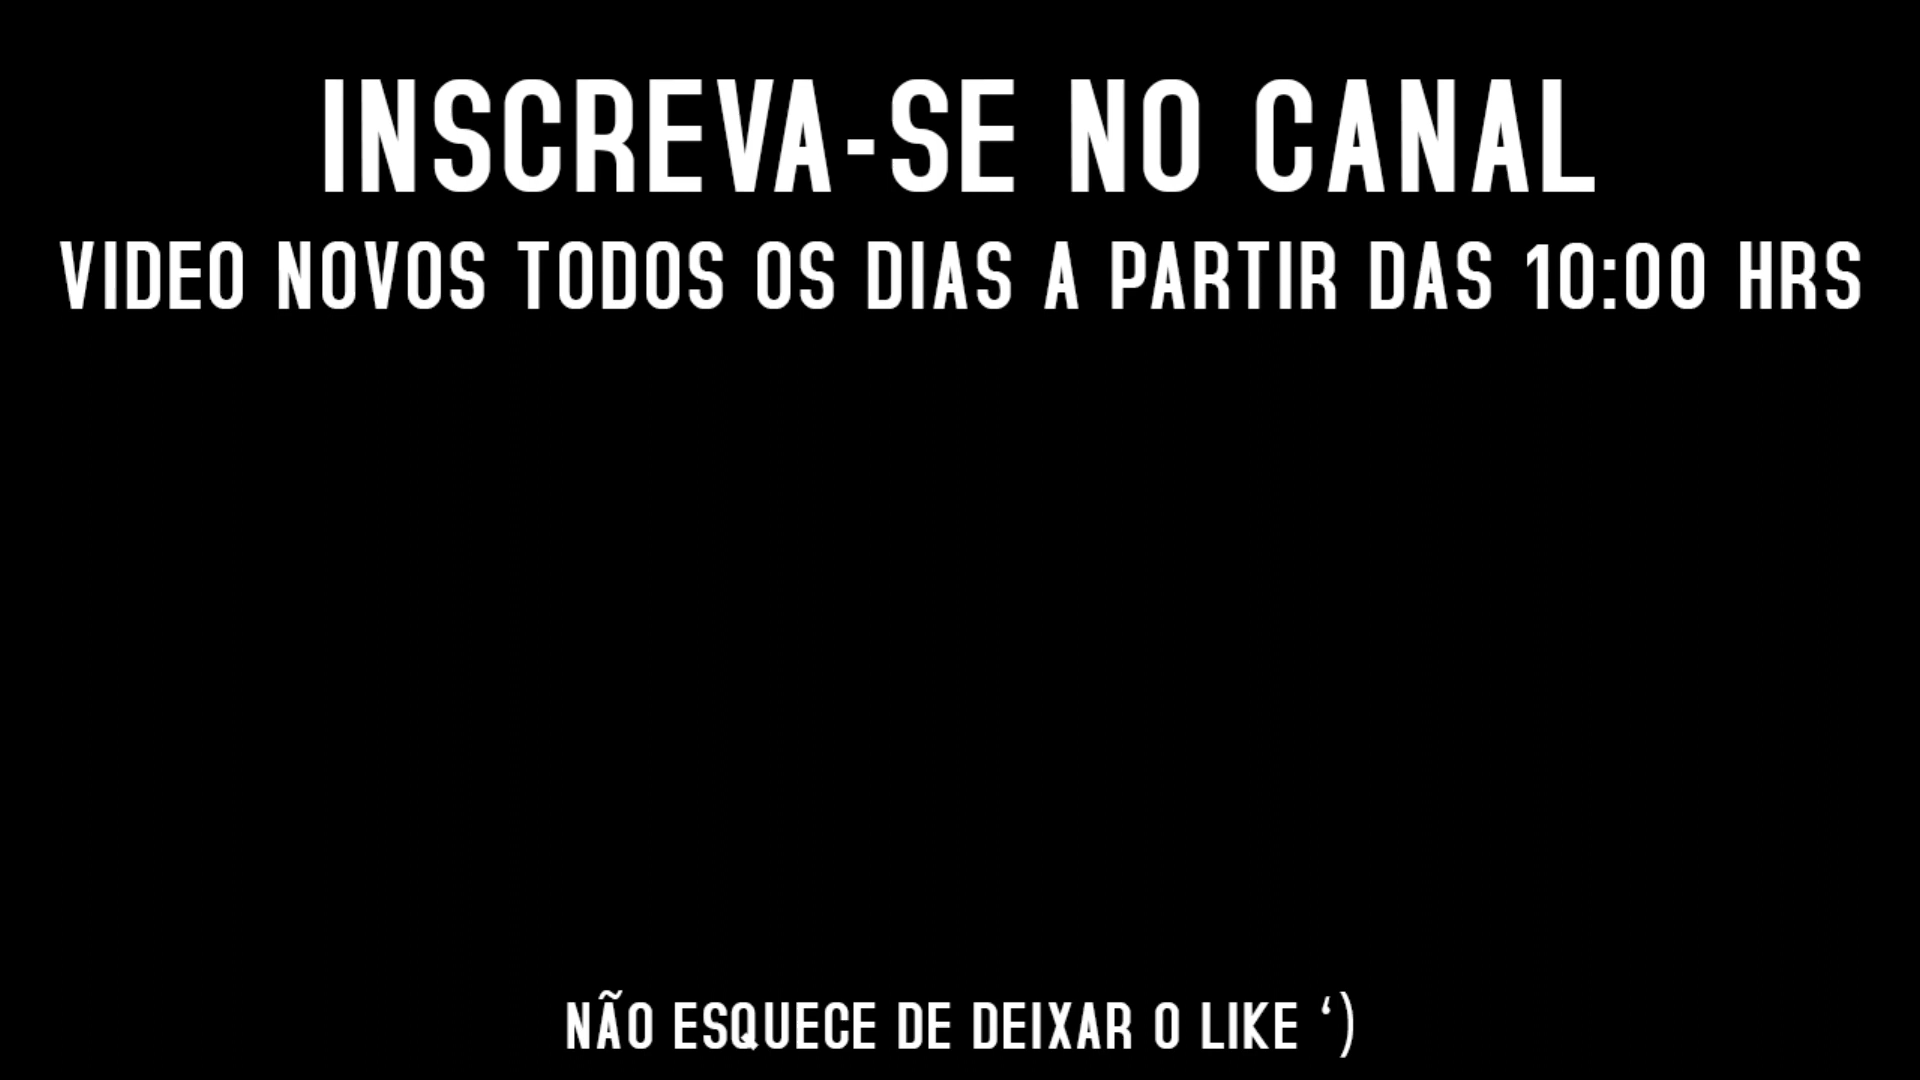 INSCREVA-SE NO CANAL
VIDEO NOVOS TODOS OS DIAS A PARTIR DAS 10:00 HRS
NÃO ESQUECE DE DEIXAR O LIKE ‘)